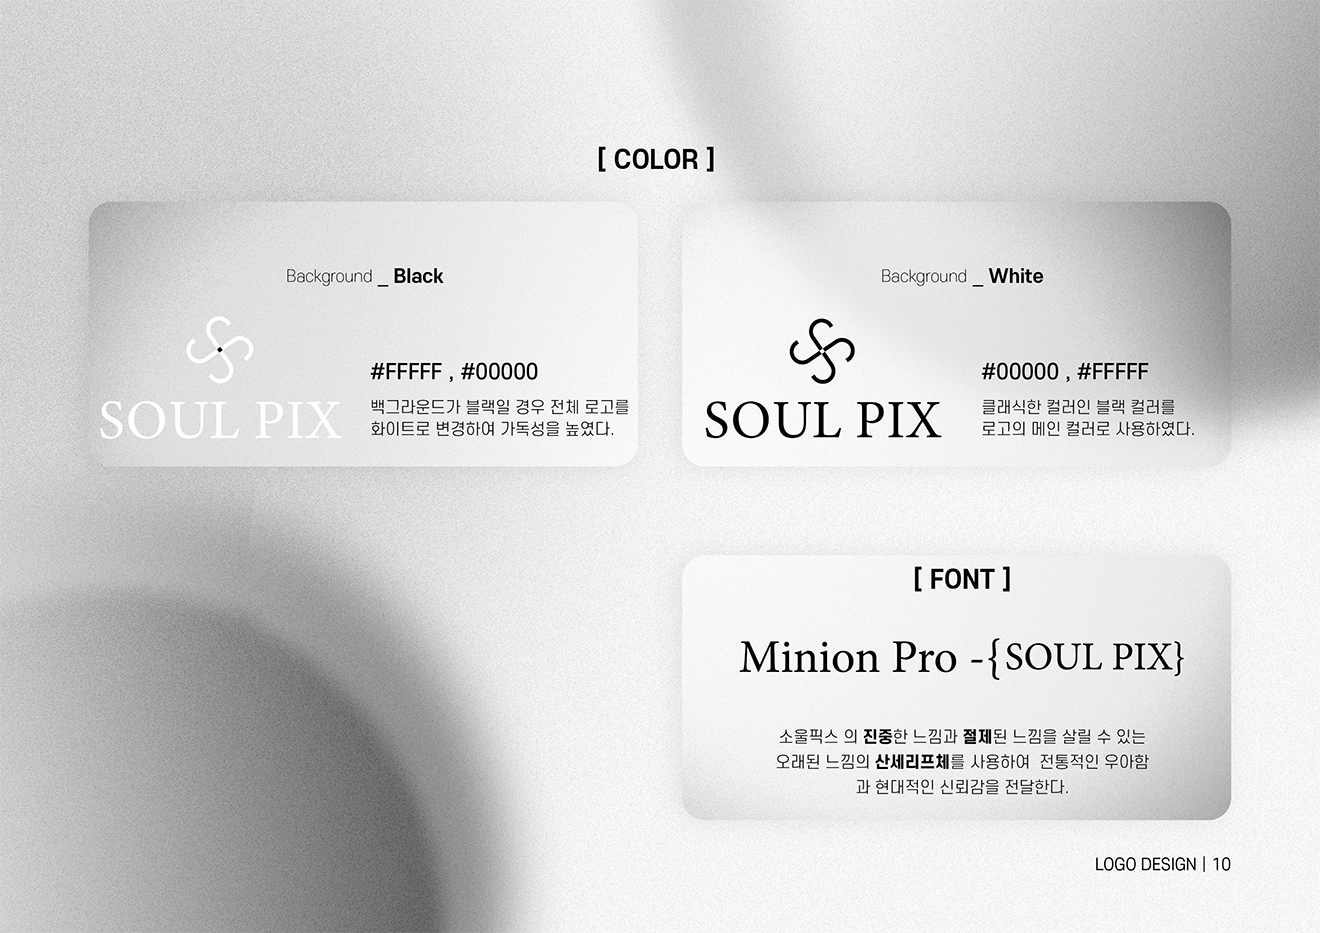 [ COLOR ]
Background _ Black
#FFFFF , #00000
백그라운드가 블랙일 경우 전체 로고를
화이트로 변경하여 가독성을 높였다.
SOUL PIX
Background _ White
#00000 , #FFFFF
클래식한 컬러인 블랙 컬러를
로고의 메인 컬러로 사용하였다.
SOUL PIX
[ FONT ]
Minion Pro -{SOUL PIX}
소울픽스 의 진중한 느낌과 절제된 느낌을 살릴 수 있는
오래된 느낌의 산세리프체를 사용하여 전통적인 우아함
과 현대적인 신뢰감을 전달한다.
LOGO DESIGN | 10